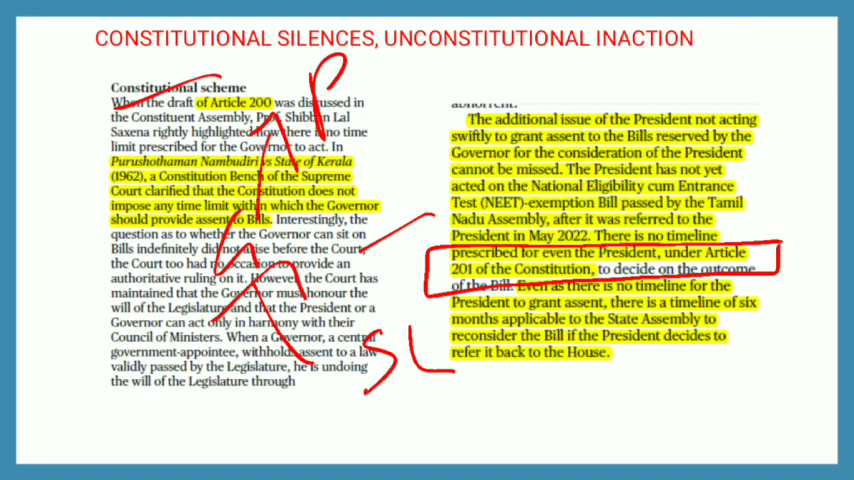 CONSTITUTIONAL SILENCES, UNCONSTITUTIONAL INACTION
Constitutional scheme
When the draft of Article 200 was discussed in
the Constituent Assembly, Prof. Shibban Lal
Saxena rightly highlighted how there is no time
limit prescribed for the Governor to act. In
Purushothaman Nambudiri vs State of Kerala
(1962), a Constitution Bench of the Supreme
Court clarified that the Constitution does not
impose any time limit within which the Governor
should provide assent to Bills. Interestingly, the
question as to whether the Governor can sit on
Bills indefinitely did not arise before the Court,
the Court too had no occasion to provide an
authoritative ruling on it. However, the Court has
maintained that the Governor must honour the
will of the Legislature and that the President or a
Governor can act only in harmony with their
Council of Ministers. When a Governor, a central
government-appointee, withholds assent to a law
validly passed by the Legislature, he is undoing
the will of the Legislature through
The additional issue of the President not acting
swiftly to grant assent to the Bills reserved by the
Governor for the consideration of the President
cannot be missed. The President has not yet
acted on the National Eligibility cum Entrance
Test (NEET)-exemption Bill passed by the Tamil
Nadu Assembly, after it was referred to the
President in May 2022. There is no timeline
prescribed for even the President, under Article
201 of the Constitution, to decide on the outcome
of the Bill. Even as there is no timeline for the
President to grant assent, there is a timeline of six
months applicable to the State Assembly to
reconsider the Bill if the President decides to
refer it back to the House.
P
SL